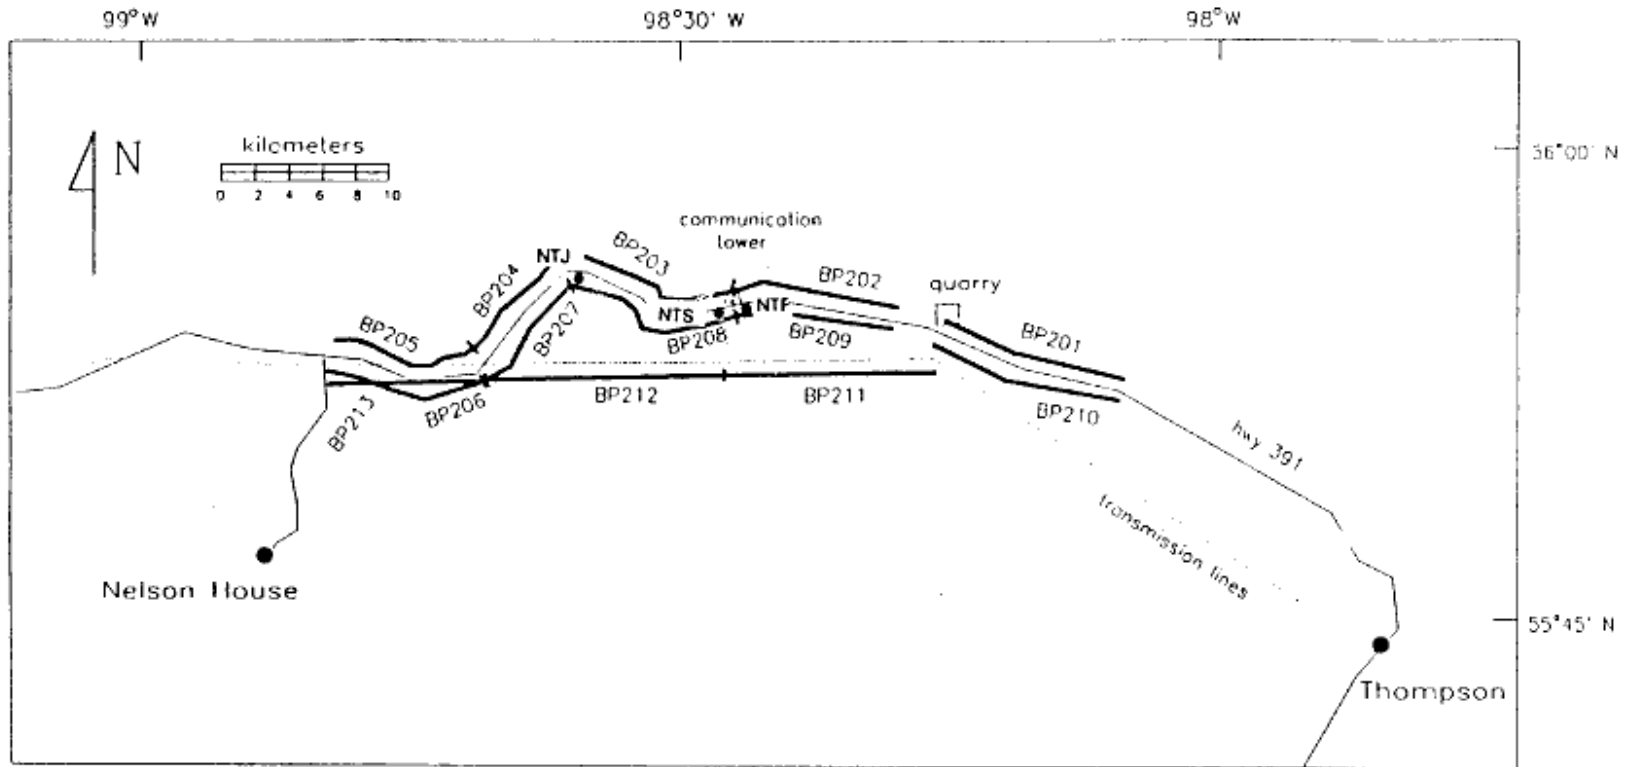 99°W
98°30' W
98°W
N
kilometers
0 2 4 6 8 10
56°00' N
communication
tower
NTJ
BP203
BP204
BP202
quarry
NTS
NTF
BP205
BP207
BP208
BP209
BP201
BP213
BP206
BP212
BP211
BP210
hwy 391
transmission lines
Nelson House
55°45' N
Thompson